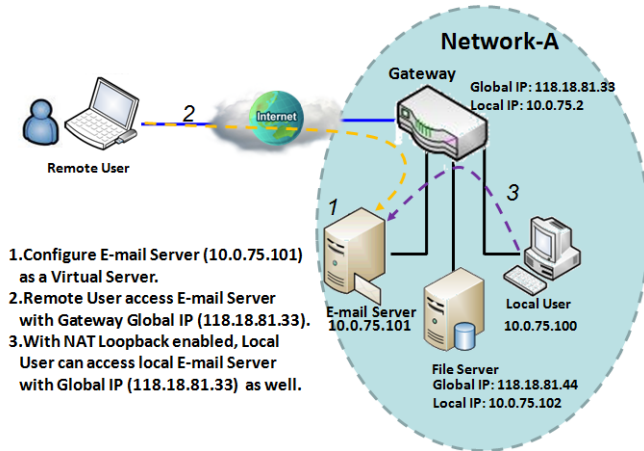 Network-A
Gateway
Global IP: 118.18.81.33
Local IP: 10.0.75.2
2
Internet
Remote User
1
3
E-mail Server
10.0.75.101
Local User
10.0.75.100
File Server
Global IP: 118.18.81.44
Local IP: 10.0.75.102
1.Configure E-mail Server (10.0.75.101)
as a Virtual Server.
2.Remote User access E-mail Server
with Gateway Global IP (118.18.81.33).
3.With NAT Loopback enabled, Local
User can access local E-mail Server
with Global IP (118.18.81.33) as well.